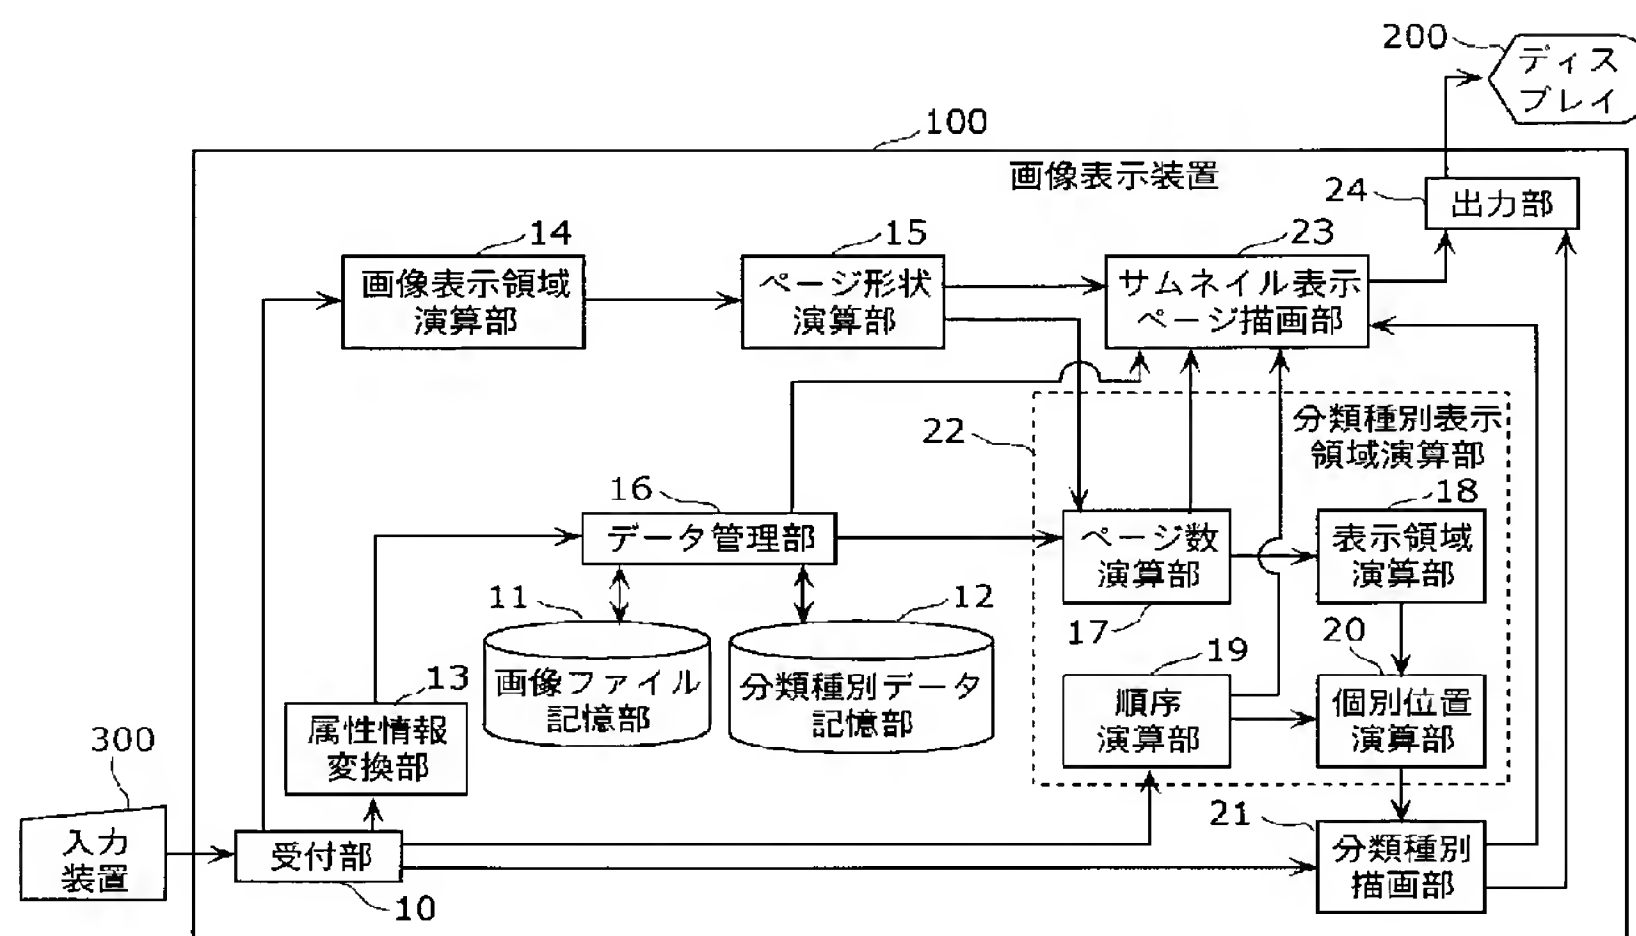 200
ディス
プレイ
100
画像表示装置
24
出力部
14
画像表示領域
演算部
15
ページ形状
演算部
23
サムネイル表示
ページ描画部
22
分類種別表示
領域演算部
16
データ管理部
ページ数
演算部
17
18
表示領域
演算部
11
画像ファイル
記憶部
12
分類種別データ
記憶部
19
順序
演算部
20
個別位置
演算部
13
属性情報
変換部
300
入力
装置
受付部
10
21
分類種別
描画部